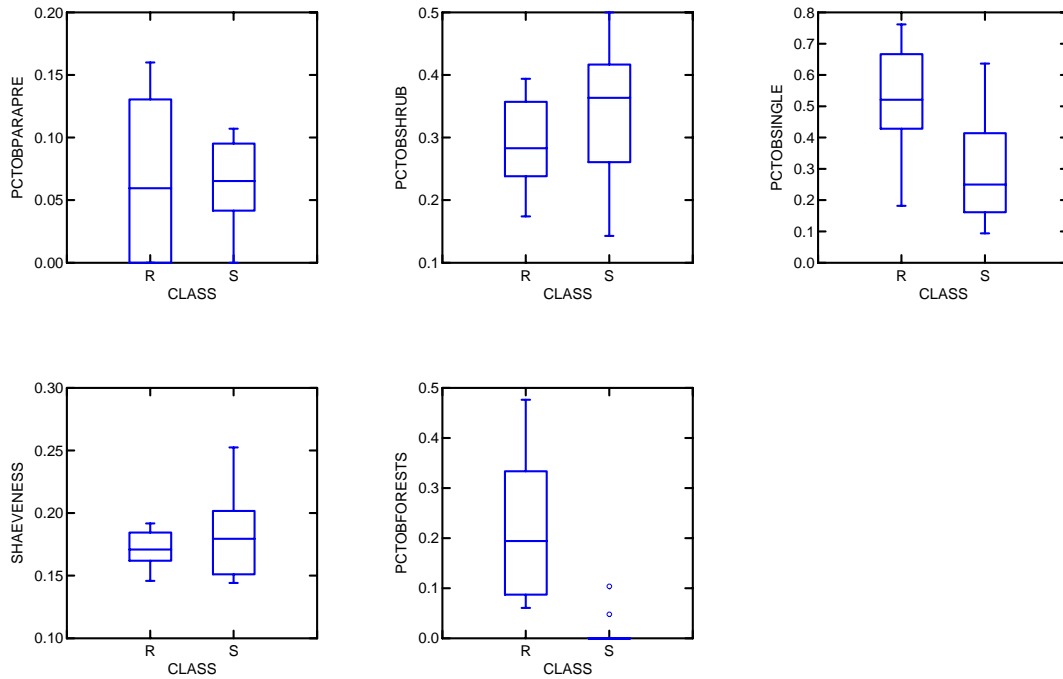 PCTOBPARAPRE
0.20
0.15
0.10
0.05
0.00
R S
CLASS
PCTOBSHRUB
0.5
0.4
0.3
0.2
0.1
R S
CLASS
PCTOBSINGLE
0.8
0.7
0.6
0.5
0.4
0.3
0.2
0.1
0.0
R S
CLASS
SHAEVENESS
0.30
0.25
0.20
0.15
0.10
R S
CLASS
PCTOBFORESTS
0.5
0.4
0.3
0.2
0.1
0.0
R S
CLASS